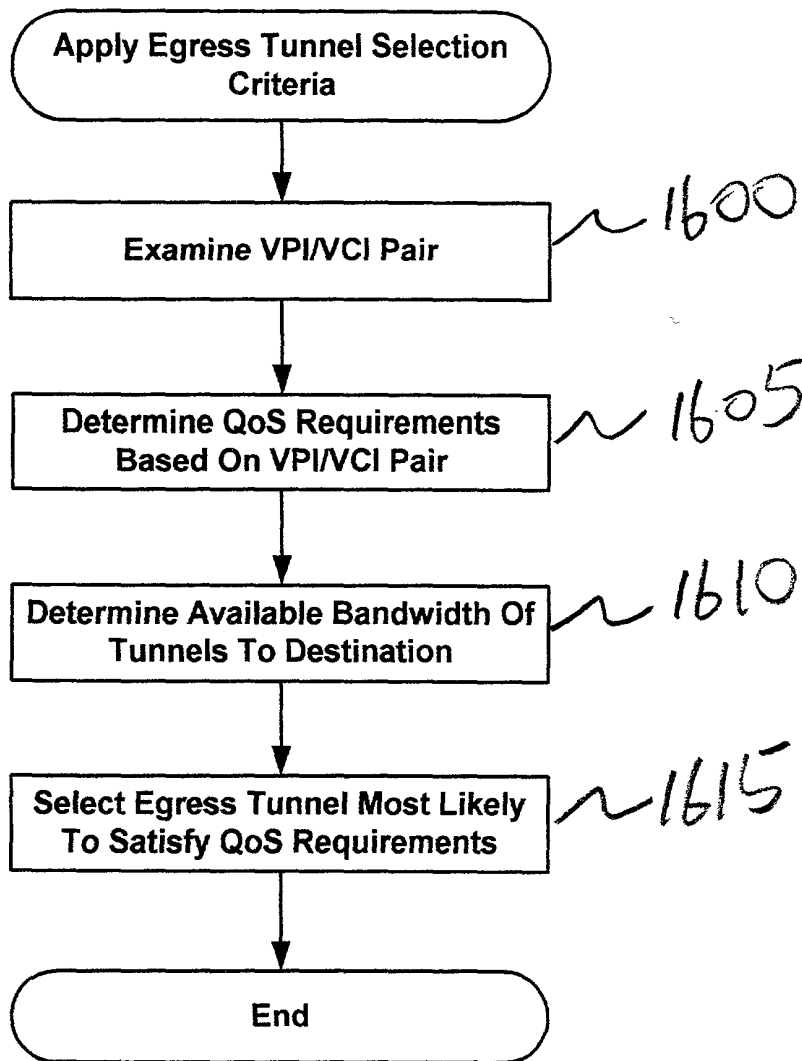 Apply Egress Tunnel Selection
Criteria
Examine VPI/VCI Pair
1600
Determine QoS Requirements
Based On VPI/VCI Pair
1605
Determine Available Bandwidth Of
Tunnels To Destination
1610
Select Egress Tunnel Most Likely
To Satisfy QoS Requirements
1615
End